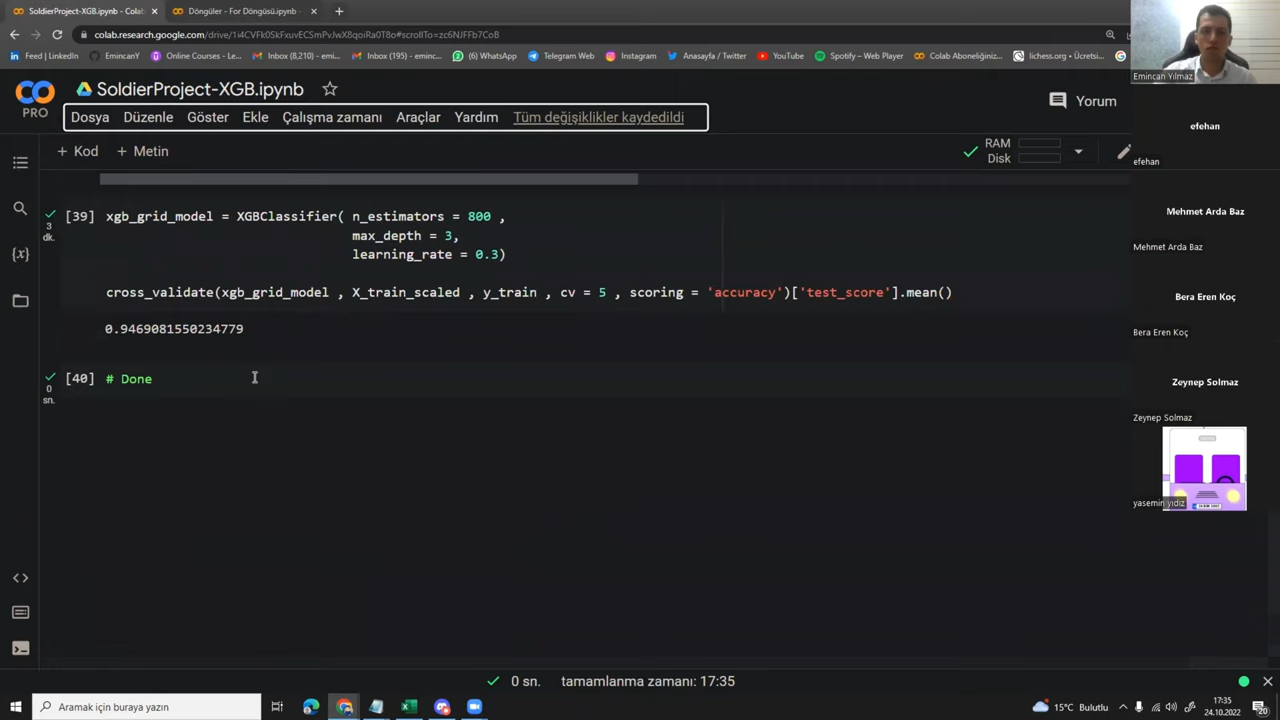 SoldierProject-XGB.ipynb - Colab
Döngüler - For Döngüsü.ipynb
colab.research.google.com/drive/1i4CVFk0SkFxuvECSmPvJwX8qoiRa0T8o#scrollTo=zc6NJFFb7CoB
Feed | LinkedIn
EmincanY
Online Courses - Le...
Inbox (8,210) - emin...
Inbox (195) - eminc...
(6) WhatsApp
Telegram Web
Instagram
Anasayfa / Twitter
YouTube
Spotify – Web Player
Colab Aboneliğiniz...
lichess.org • Ücretsi...
PRO
SoldierProject-XGB.ipynb
Dosya Düzenle Göster Ekle Çalışma zamanı Araçlar Yardım Tüm değişiklikler kaydedildi
Yorum
+ Kod + Metin
RAM
Disk
[39] xgb_grid_model = XGBClassifier( n_estimators = 800 ,
max_depth = 3,
learning_rate = 0.3)
3
dk.
cross_validate(xgb_grid_model , X_train_scaled , y_train , cv = 5 , scoring = 'accuracy')['test_score'].mean()
0.9469081550234779
[40] # Done
0
sn.
Emincan Yılmaz
efehan
efehan
Mehmet Arda Baz
Mehmet Arda Baz
Bera Eren Koç
Bera Eren Koç
Zeynep Solmaz
Zeynep Solmaz
yasemin yıdız
0 sn. tamamlanma zamanı: 17:35
Aramak için buraya yazın
15°C Bulutlu
17:35
24.10.2022
20